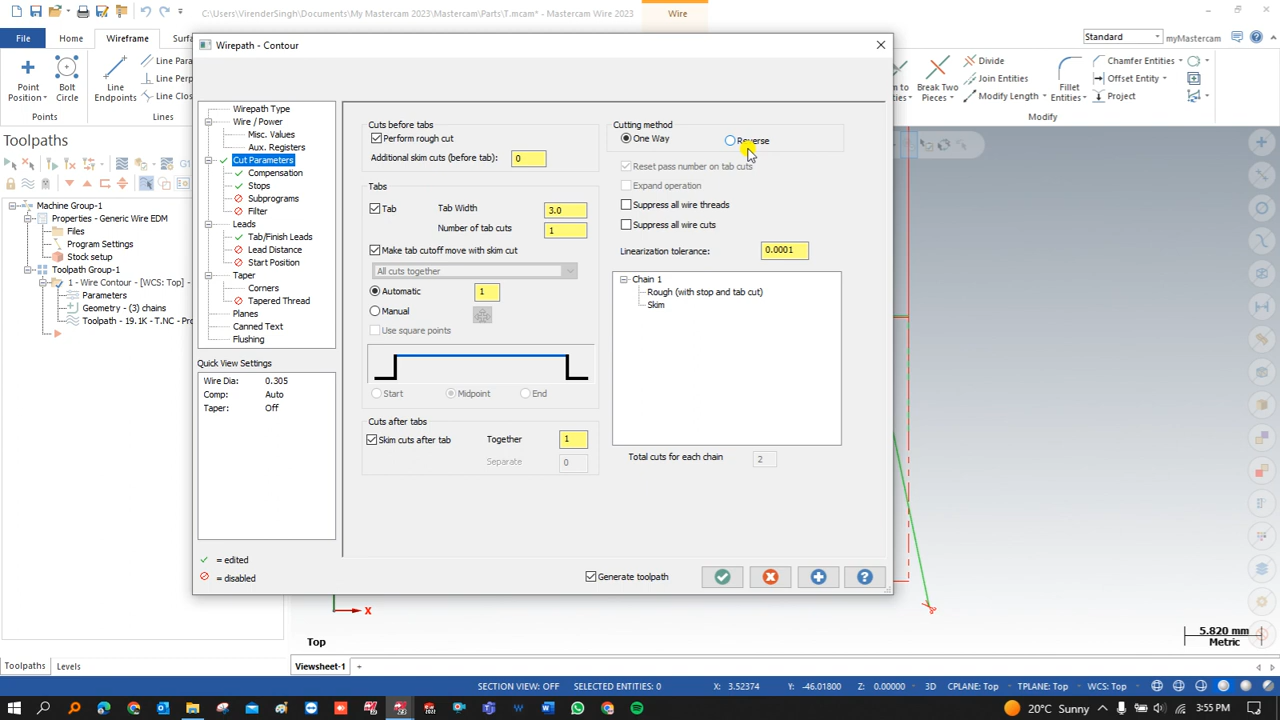 C:\Users\VirenderSingh\Documents\My Mastercam 2023\Mastercam\Parts\T.mcam* - Mastercam Wire 2023
Wire
File
Home
Wireframe
Standard
myMastercam
Point
Position
Bolt
Circle
Line
Endpoints
Line Para
Line Perp
Line Clos
Points
Lines
Break Two
Pieces
Divide
Join Entities
Modify Length
Fillet
Entities
Chamfer Entities
Offset Entity
Project
Modify
Toolpaths
Machine Group-1
Properties - Generic Wire EDM
Files
Program Settings
Stock setup
Toolpath Group-1
1 - Wire Contour - [WCS: Top] -
Parameters
Geometry - (3) chains
Toolpath - 19.1K - T.NC - Pro
Wirepath - Contour
Wirepath Type
Wire / Power
Misc. Values
Aux. Registers
Cut Parameters
Compensation
Stops
Subprograms
Filter
Leads
Tab/Finish Leads
Lead Distance
Start Position
Taper
Corners
Tapered Thread
Planes
Canned Text
Flushing
Quick View Settings
Wire Dia: 0.305
Comp: Auto
Taper: Off
= edited
= disabled
Cuts before tabs
Perform rough cut
Additional skim cuts (before tab): 0
Tabs
Tab
Tab Width 3.0
Number of tab cuts 1
Make tab cutoff move with skim cut
All cuts together
Automatic 1
Manual
Use square points
Start
Midpoint
End
Cuts after tabs
Skim cuts after tab
Together 1
Separate 0
Cutting method
One Way
Reverse
Reset pass number on tab cuts
Expand operation
Suppress all wire threads
Suppress all wire cuts
Linearization tolerance: 0.0001
Chain 1
Rough (with stop and tab cut)
Skim
Total cuts for each chain 2
Generate toolpath
X
Top
5.820 mm
Metric
Toolpaths
Levels
Viewsheet-1
SECTION VIEW: OFF SELECTED ENTITIES: 0 X: 3.52374 Y: -46.01800 Z: 0.00000 3D CPLANE: Top TPLANE: Top WCS: Top
20°C Sunny
3:55 PM